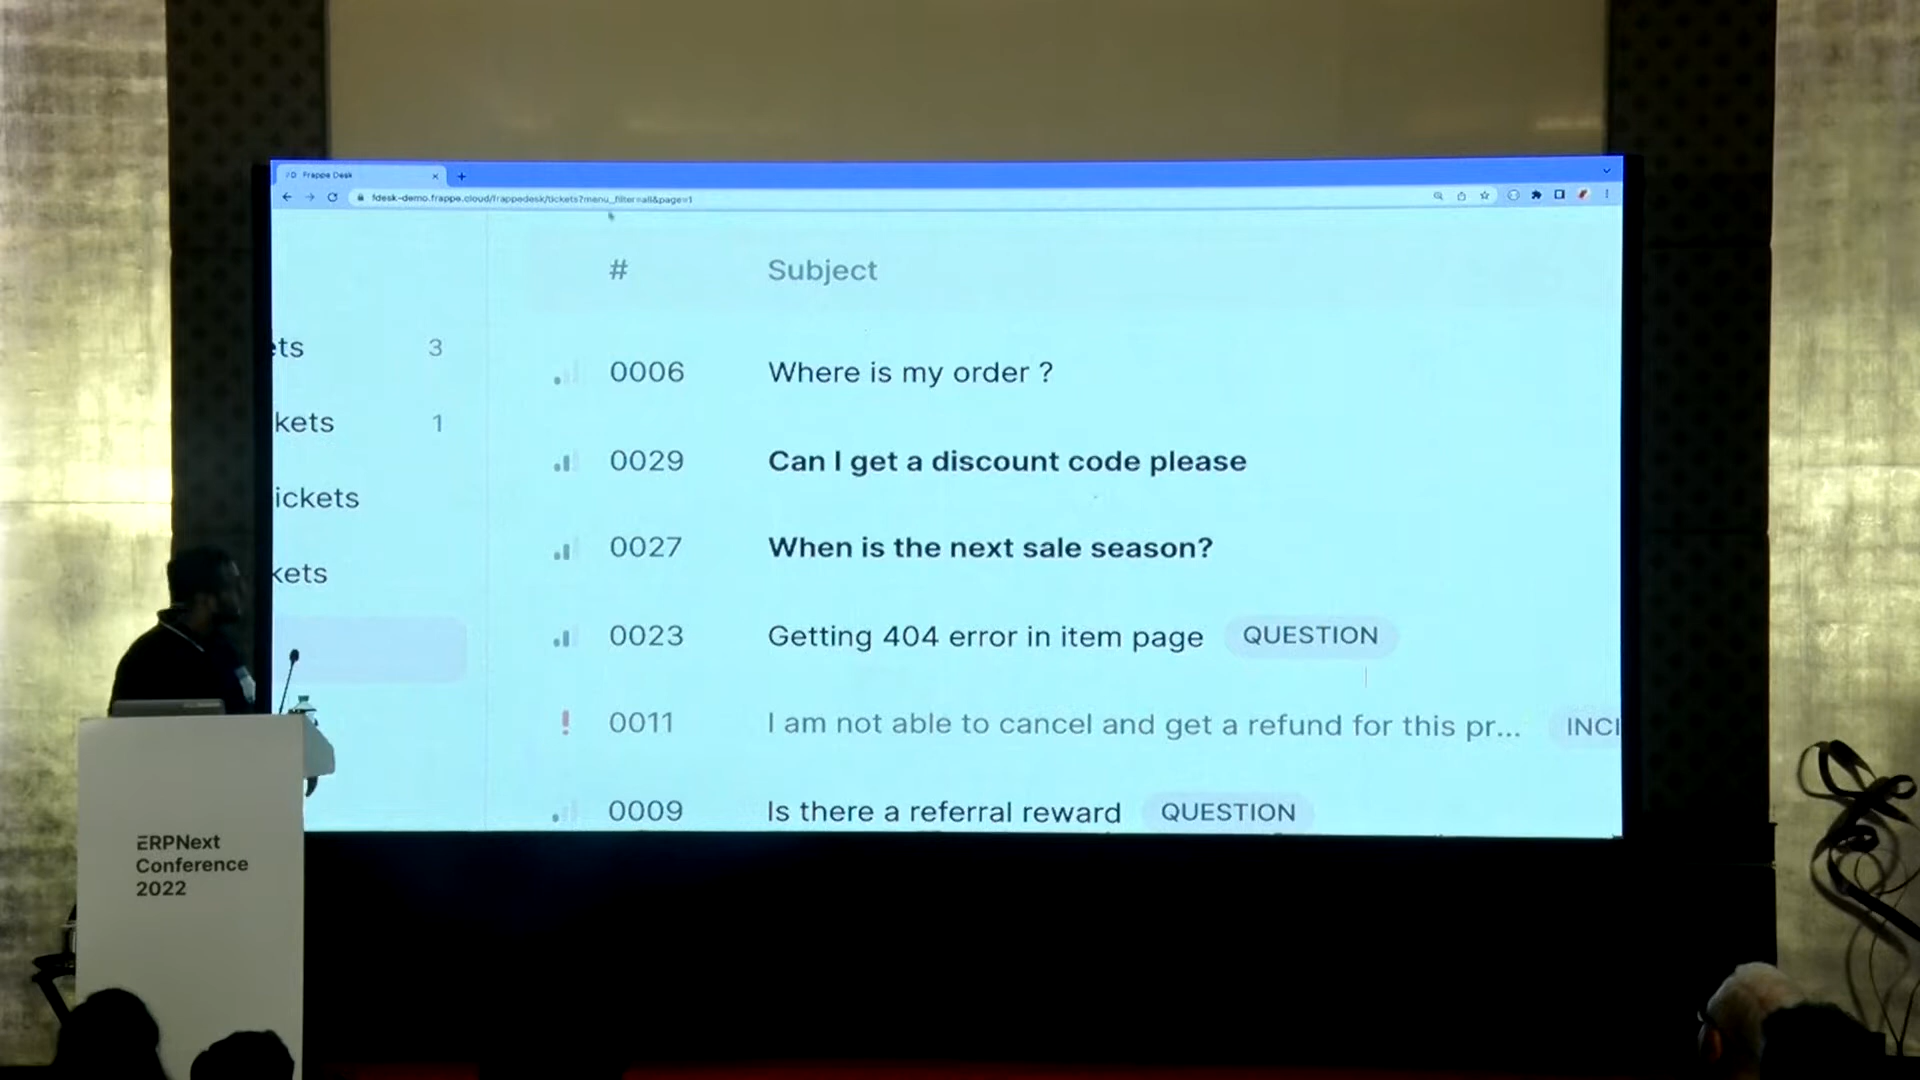 Frappe Desk
fdesk-demo.frappe.cloud/frappedesk/tickets?menu_filter=all&page=1
# Subject
ets 3
0006 Where is my order ?
kets 1
0029 Can I get a discount code please
ickets
0027 When is the next sale season?
kets
0023 Getting 404 error in item page QUESTION
0011 I am not able to cancel and get a refund for this pr... INCI
0009 Is there a referral reward QUESTION
ERPNext
Conference
2022